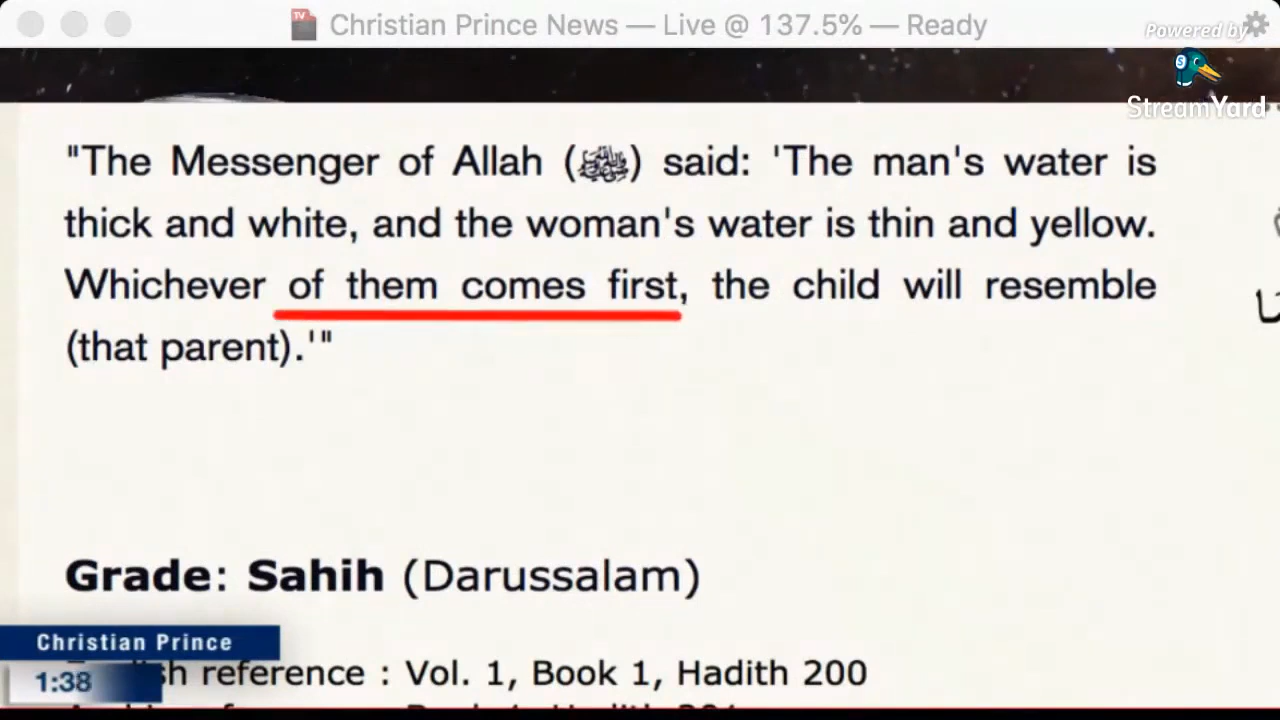 Christian Prince News — Live @ 137.5% — Ready
Powered by
StreamYard
"The Messenger of Allah (ﷺ) said: 'The man's water is
thick and white, and the woman's water is thin and yellow.
Whichever of them comes first, the child will resemble
(that parent).'"
Grade: Sahih (Darussalam)
Christian Prince
reference : Vol. 1, Book 1, Hadith 200
1:38